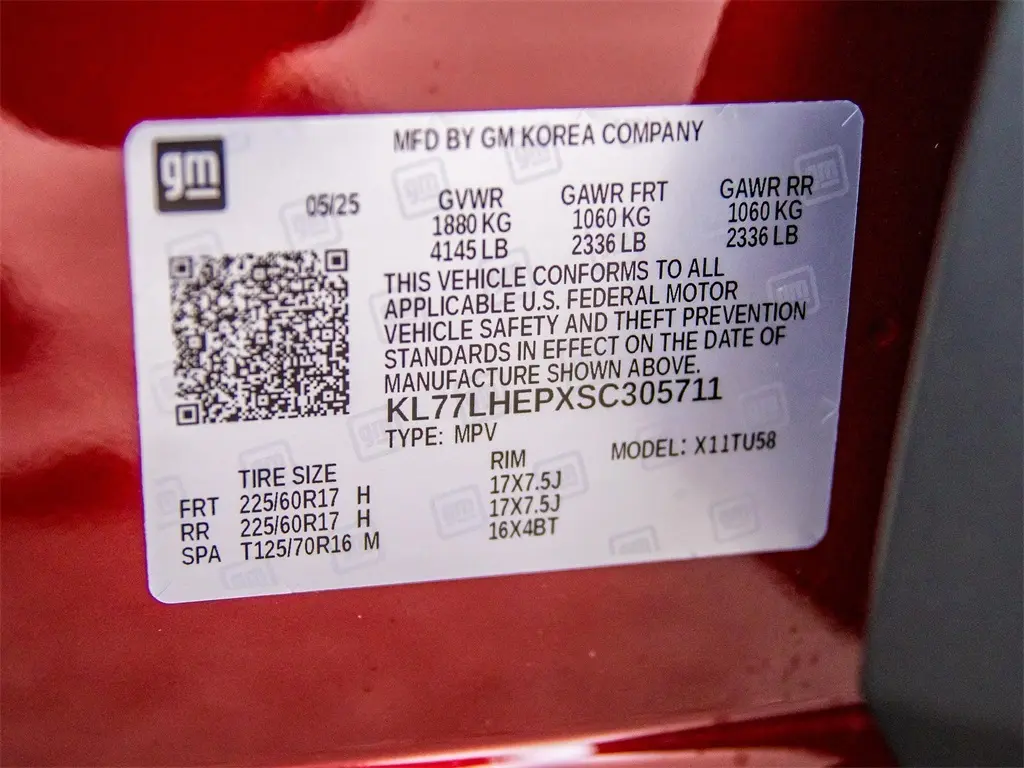 gm
MFD BY GM KOREA COMPANY
05/25 GVWR GAWR FRT GAWR RR
1880 KG 1060 KG 1060 KG
4145 LB 2336 LB 2336 LB
THIS VEHICLE CONFORMS TO ALL
APPLICABLE U.S. FEDERAL MOTOR
VEHICLE SAFETY AND THEFT PREVENTION
STANDARDS IN EFFECT ON THE DATE OF
MANUFACTURE SHOWN ABOVE.
KL77LHEPXSC305711
TYPE: MPV MODEL: X11TU58
TIRE SIZE RIM
FRT 225/60R17 H 17X7.5J
RR 225/60R17 H 17X7.5J
SPA T125/70R16 M 16X4BT